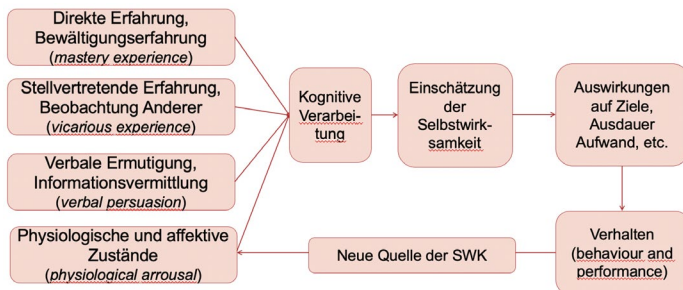 Direkte Erfahrung,
Bewältigungserfahrung
(mastery experience)
Stellvertretende Erfahrung,
Beobachtung Anderer
(vicarious experience)
Verbale Ermutigung,
Informationsvermittlung
(verbal persuasion)
Physiologische und affektive
Zustände
(physiological arrousal)
Kognitive
Verarbei-
tung
Einschätzung
der
Selbstwirk-
samkeit
Auswirkungen
auf Ziele,
Ausdauer
Aufwand, etc.
Verhalten
(behaviour and
performance)
Neue Quelle der SWK